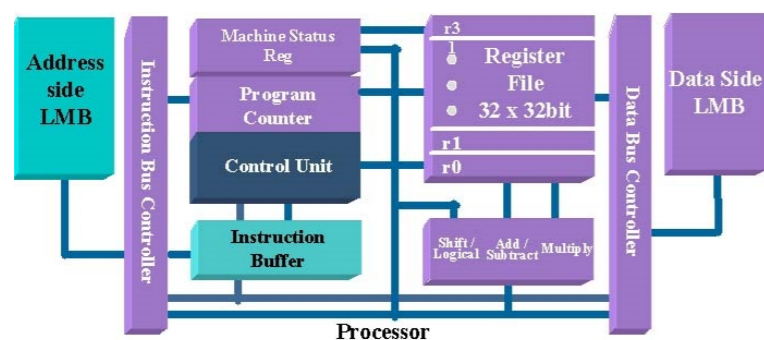 Address
side
LMB
Instruction Bus Controller
Machine Status
Reg
Program
Counter
Control Unit
Instruction
Buffer
r3
1
Register
File
32 x 32bit
r1
r0
Shift /
Logical
Add /
Subtract
Multiply
Data Bus Controller
Data Side
LMB
Processor